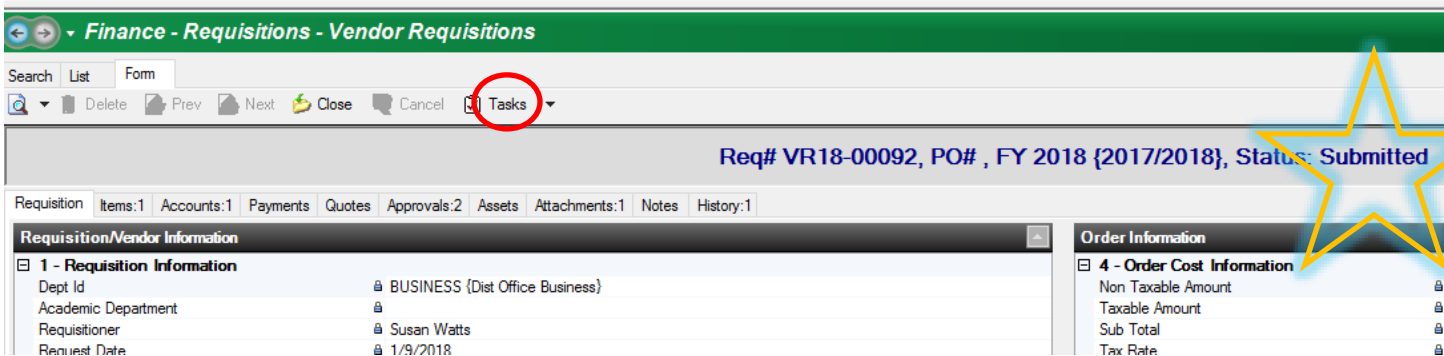 Finance - Requisitions - Vendor Requisitions
Search List Form
Delete Prev Next Close Cancel Tasks
Req# VR18-00092, PO# , FY 2018 {2017/2018}, Status: Submitted
Requisition Items:1 Accounts:1 Payments Quotes Approvals:2 Assets Attachments:1 Notes History:1
Requisition/Vendor Information
1 - Requisition Information
Dept Id BUSINESS {Dist Office Business}
Academic Department
Requisitioner Susan Watts
Request Date 1/9/2018
Order Information
4 - Order Cost Information
Non Taxable Amount
Taxable Amount
Sub Total
Tax Rate